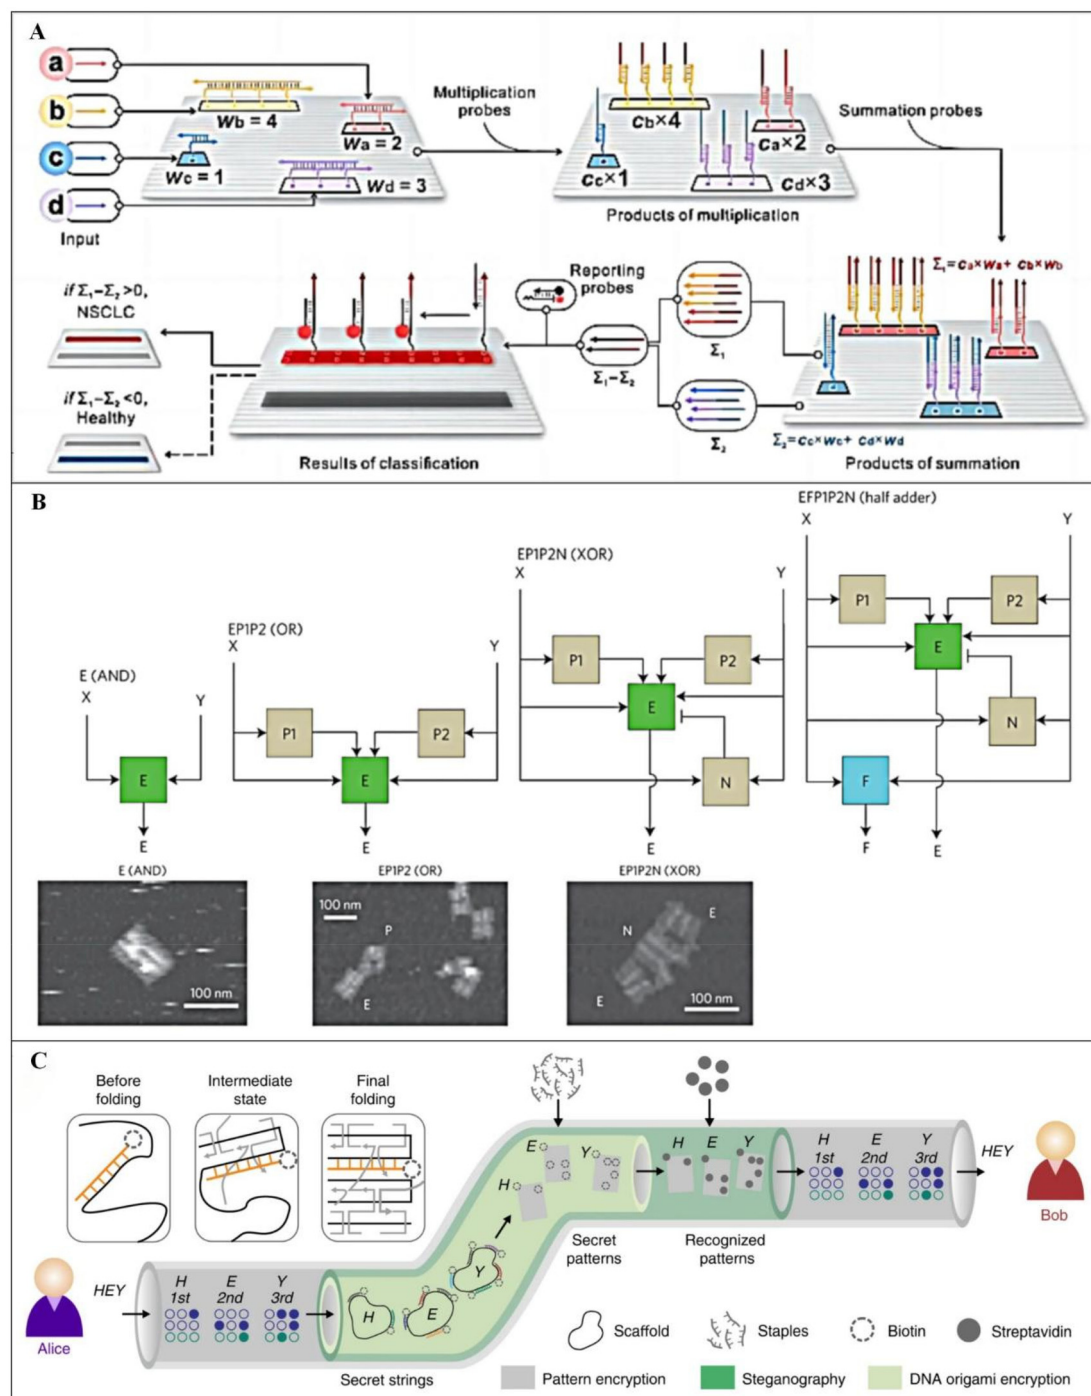 A
a
b
c
d
Input
Wb = 4
Wa = 2
Wc = 1
Wd = 3
Multiplication
probes
Cb×4
Ca×2
Cc×1
Cd×3
Products of multiplication
Summation probes
Σ1=Ca×Wa+ Cb×Wb
Σ2=Cc×Wc+ Cd×Wd
Products of summation
Reporting
probes
Σ1
Σ1−Σ2
Σ2
if Σ1−Σ2 >0,
NSCLC
if Σ1−Σ2 <0,
Healthy
Results of classification
B
E (AND)
X
Y
E
E
EP1P2 (OR)
X
Y
P1
P2
E
E
EP1P2N (XOR)
X
Y
P1
P2
E
N
E
EFP1P2N (half adder)
X
Y
P1
P2
E
N
F
F
E
E (AND)
100 nm
EP1P2 (OR)
100 nm
P
E
EP1P2N (XOR)
N
E
E
100 nm
C
Before
folding
Intermediate
state
Final
folding
Alice
HEY
H
1st
E
2nd
Y
3rd
H
E
Y
Secret strings
H
E
Y
Secret
patterns
H
E
Y
Recognized
patterns
H
1st
E
2nd
Y
3rd
HEY
Bob
Scaffold
Staples
Biotin
Streptavidin
Pattern encryption
Steganography
DNA origami encryption